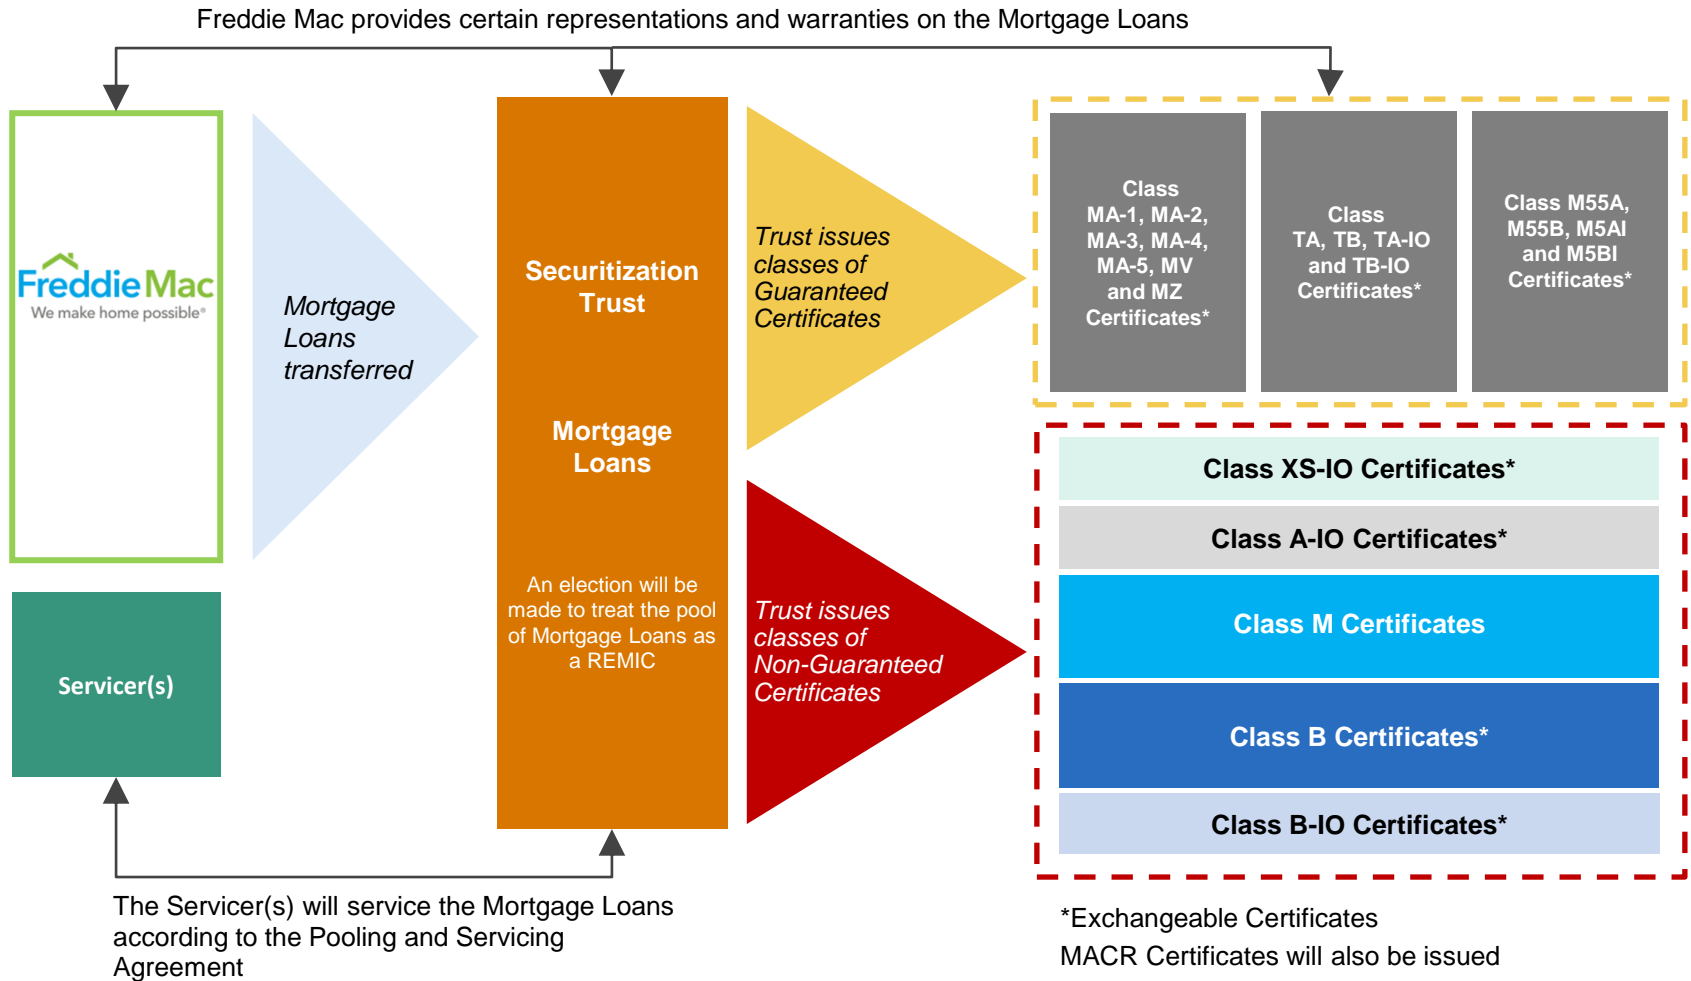 Freddie Mac provides certain representations and warranties on the Mortgage Loans
Freddie Mac
We make home possible®
Mortgage
Loans
transferred
Securitization
Trust
Mortgage
Loans
An election will be
made to treat the pool
of Mortgage Loans as
a REMIC
Trust issues
classes of
Guaranteed
Certificates
Class
MA-1, MA-2,
MA-3, MA-4,
MA-5, MV
and MZ
Certificates*
Class
TA, TB, TA-IO
and TB-IO
Certificates*
Class M55A,
M55B, M5AI
and M5BI
Certificates*
Servicer(s)
Trust issues
classes of
Non-Guaranteed
Certificates
Class XS-IO Certificates*
Class A-IO Certificates*
Class M Certificates
Class B Certificates*
Class B-IO Certificates*
The Servicer(s) will service the Mortgage Loans
according to the Pooling and Servicing
Agreement
*Exchangeable Certificates
MACR Certificates will also be issued